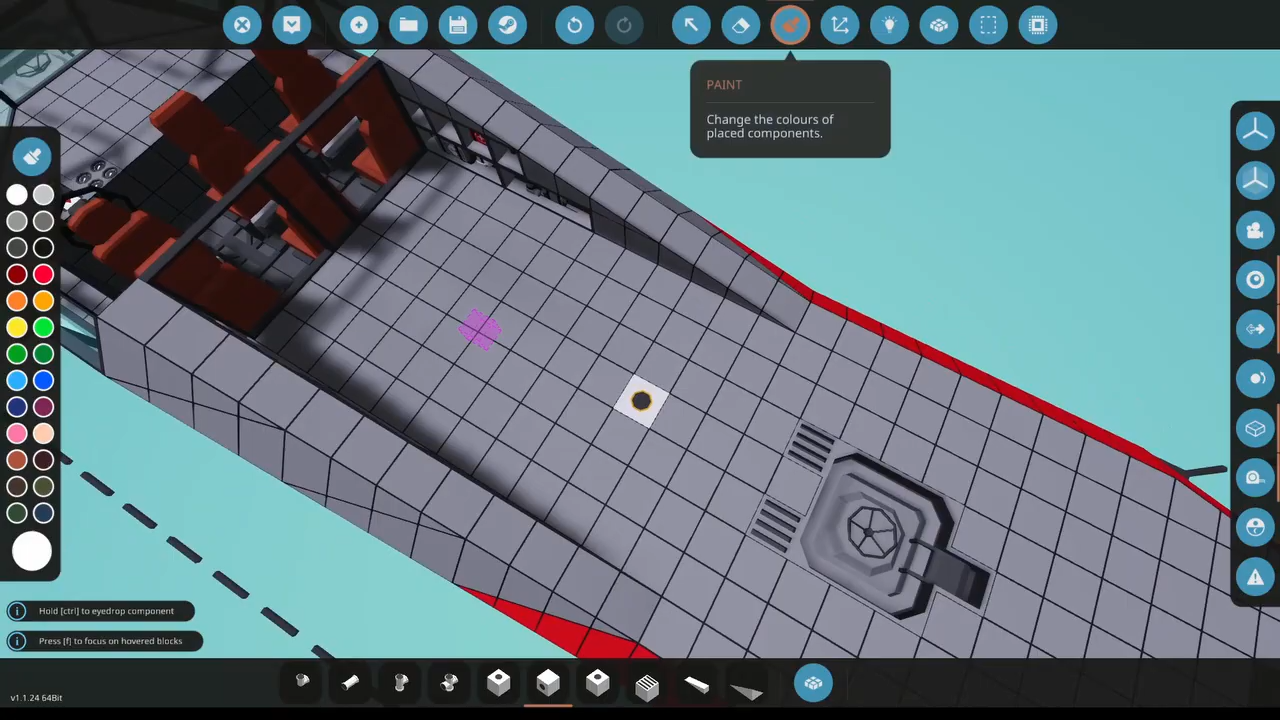 PAINT
Change the colours of
placed components.
Hold [ctrl] to eyedrop component
Press [f] to focus on hovered blocks
v1.1.24 64Bit